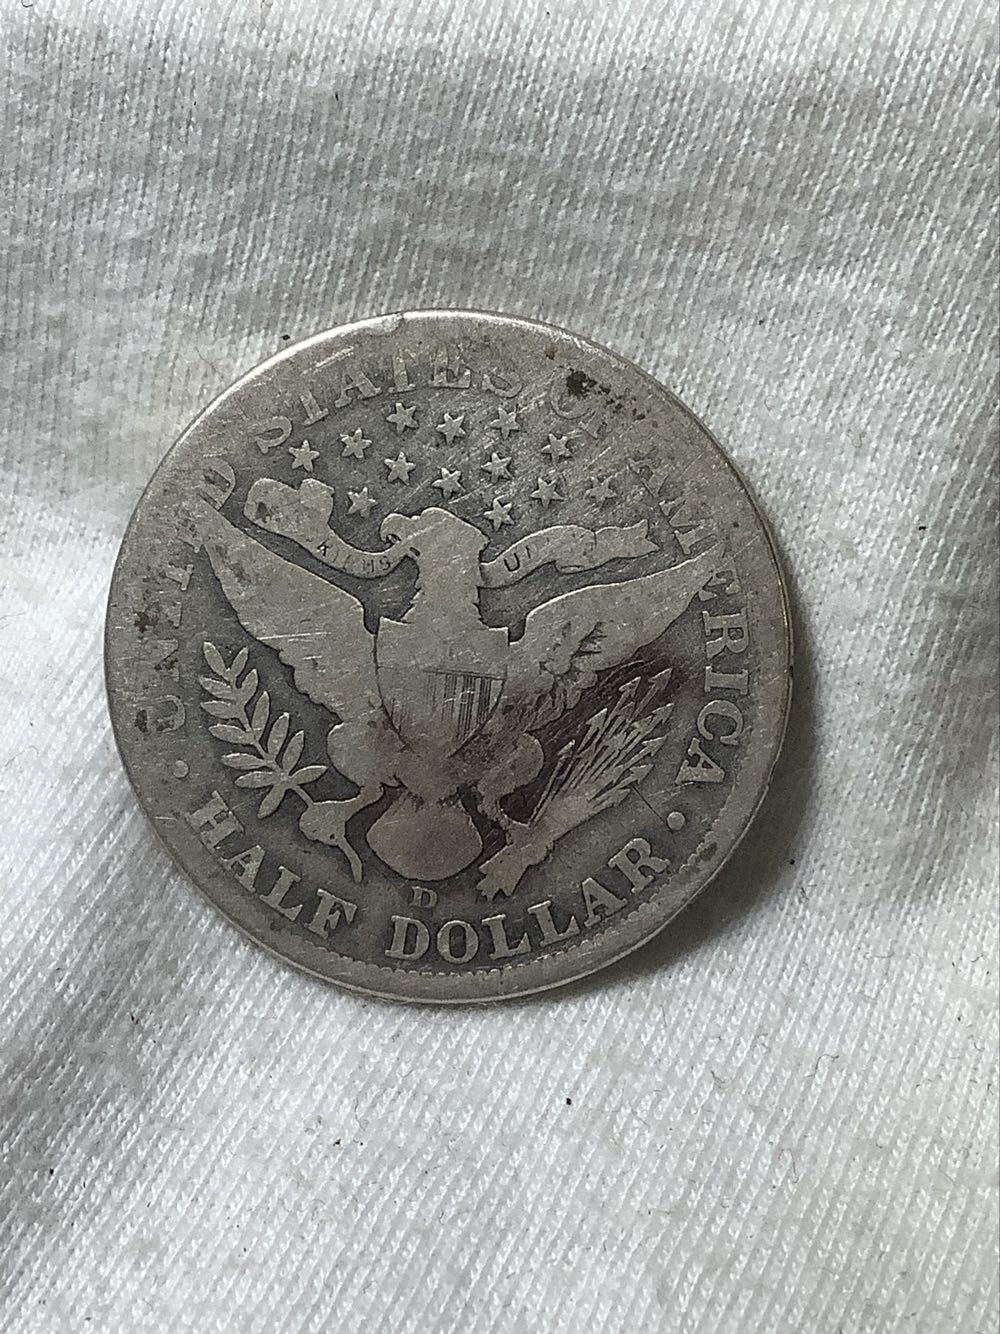 UNITED STATES OF AMERICA
D
· HALF DOLLAR ·